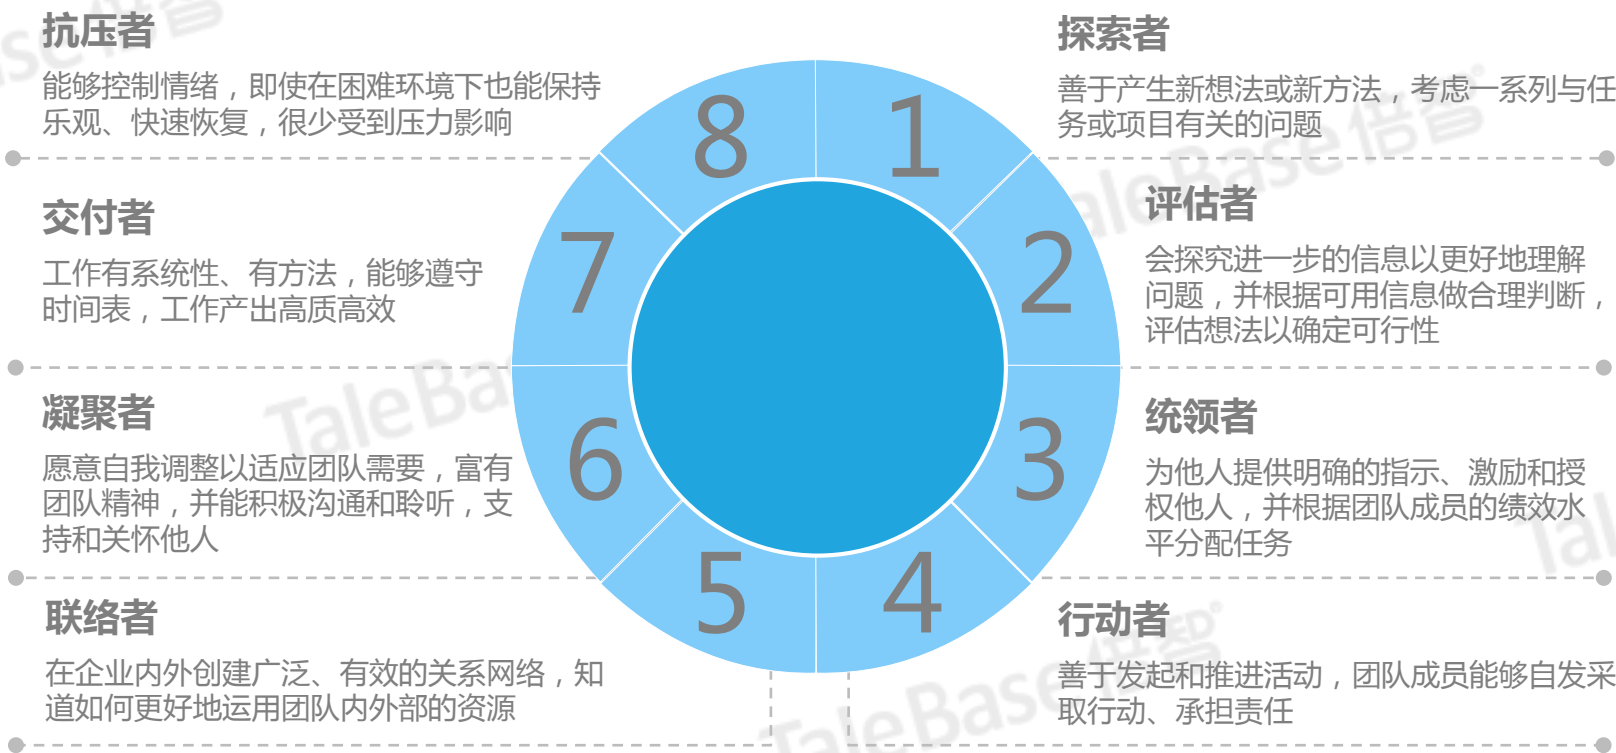 抗压者
能够控制情绪，即使在困难环境下也能保持
乐观、快速恢复，很少受到压力影响
交付者
工作有系统性、有方法，能够遵守
时间表，工作产出高质高效
凝聚者
愿意自我调整以适应团队需要，富有
团队精神，并能积极沟通和聆听，支
持和关怀他人
联络者
在企业内外创建广泛、有效的关系网络，知
道如何更好地运用团队内外部的资源
8
1
7
2
6
3
5
4
探索者
善于产生新想法或新方法，考虑一系列与任
务或项目有关的问题
评估者
会探究进一步的信息以更好地理解
问题，并根据可用信息做合理判断，
评估想法以确定可行性
统领者
为他人提供明确的指示、激励和授
权他人，并根据团队成员的绩效水
平分配任务
行动者
善于发起和推进活动，团队成员能够自发采
取行动、承担责任
TaleBase倍智